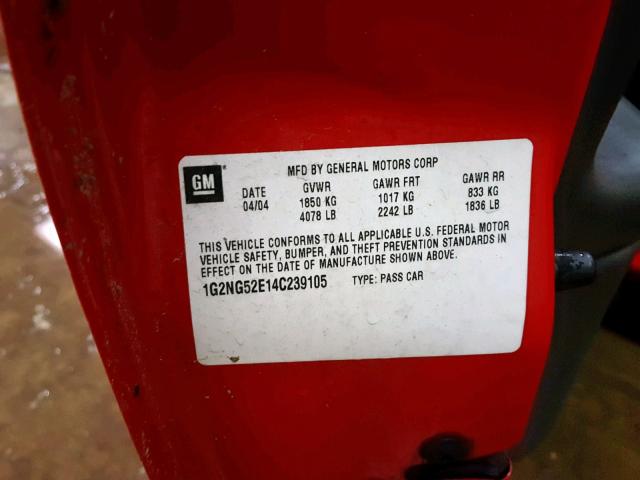 MFD BY GENERAL MOTORS CORP
GM
DATE GVWR GAWR FRT GAWR RR
04/04 1850 KG 1017 KG 833 KG
4078 LB 2242 LB 1836 LB
THIS VEHICLE CONFORMS TO ALL APPLICABLE U.S. FEDERAL MOTOR
VEHICLE SAFETY, BUMPER, AND THEFT PREVENTION STANDARDS IN
EFFECT ON THE DATE OF MANUFACTURE SHOWN ABOVE.
1G2NG52E14C239105 TYPE: PASS CAR